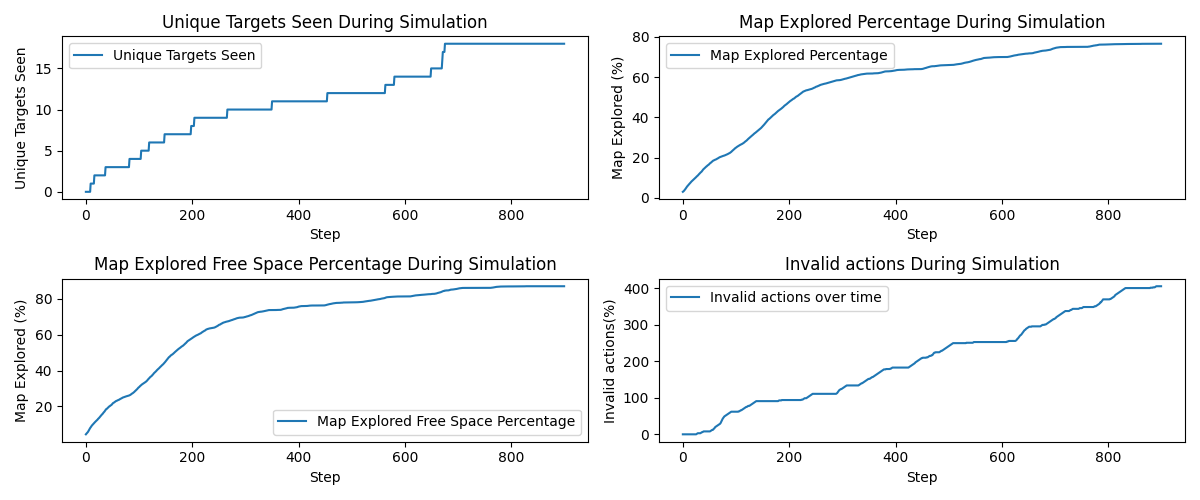 Unique Targets Seen During Simulation
Unique Targets Seen
Unique Targets Seen
15
10
5
0
0 200 400 600 800
Step
Map Explored Percentage During Simulation
Map Explored Percentage
Map Explored (%)
80
60
40
20
0
0 200 400 600 800
Step
Map Explored Free Space Percentage During Simulation
Map Explored Free Space Percentage
Map Explored (%)
80
60
40
20
0 200 400 600 800
Step
Invalid actions During Simulation
Invalid actions over time
Invalid actions(%)
400
300
200
100
0
0 200 400 600 800
Step